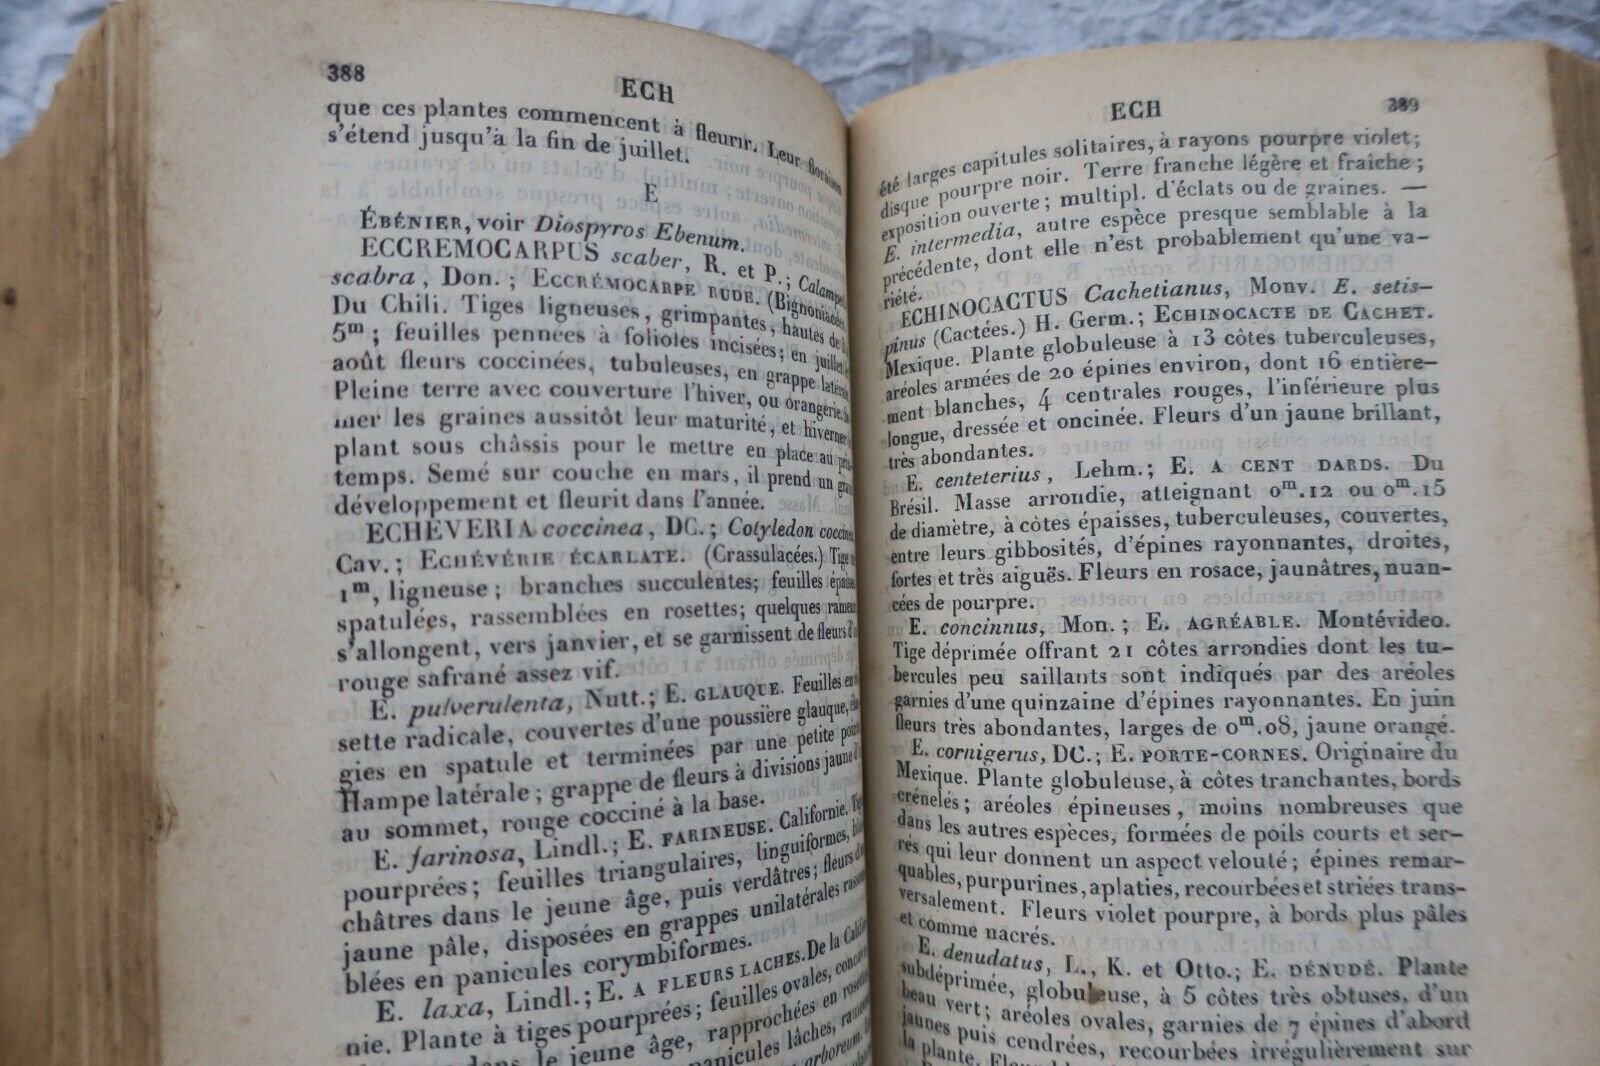 388
ECH
que ces plantes commencent à fleurir. Leur floraison
s'étend jusqu'à la fin de juillet.
E
ÉBÉNIER, voir Diospyros Ebenum.
ECCREMOCARPUS scaber, R. et P.; Calampelis
scabra, Don.; ECCRÉMOCARPE RUDE. (Bignoniacées.)
Du Chili. Tiges ligneuses, grimpantes, hautes de
5m; feuilles pennées à folioles incisées; en juillet
août fleurs coccinées, tubuleuses, en grappe latérale.
Pleine terre avec couverture l'hiver, ou orangerie.
mer les graines aussitôt leur maturité, et hiverner
plant sous châssis pour le mettre en place au prin-
temps. Semé sur couche en mars, il prend un grand
développement et fleurit dans l'année.
ECHEVERIA coccinea, DC.; Cotyledon coccinea
Cav.; ECHÉVÉRIE ÉCARLATE. (Crassulacées.) Tige
1m, ligneuse; branches succulentes; feuilles épaisses
spatulées, rassemblées en rosettes; quelques rameaux
s'allongent, vers janvier, et se garnissent de fleurs d'un
rouge safrané assez vif.
E. pulverulenta, Nutt.; E. GLAUQUE. Feuilles en
sette radicale, couvertes d'une poussière glauque,
gies en spatule et terminées par une petite pointe
Hampe latérale; grappe de fleurs à divisions jaune
au sommet, rouge cocciné à la base.
E. farinosa, Lindl.; E. FARINEUSE. Californie. Tiges
pourprées; feuilles triangulaires, linguiformes,
châtres dans le jeune âge, puis verdâtres; fleurs
jaune pâle, disposées en grappes unilatérales
blées en panicules corymbiformes.
E. laxa, Lindl.; E. A FLEURS LACHES. De la Califor-
nie. Plante à tiges pourprées; feuilles ovales,
dans le jeune âge, rapprochées en rosette
panicules lâches,
arboreum.
ECH
389
été larges capitules solitaires, à rayons pourpre violet;
disque pourpre noir. Terre franche légère et fraîche;
exposition ouverte; multipl. d'éclats ou de graines. —
E. intermedia, autre espèce presque semblable à la
précédente, dont elle n'est probablement qu'une va-
riété.
ECHINOCACTUS Cachetianus, Monv. E. setis-
pinus (Cactées.) H. Germ.; ECHINOCACTE DE CACHET.
Mexique. Plante globuleuse à 13 côtes tuberculeuses,
aréoles armées de 20 épines environ, dont 16 entière-
ment blanches, 4 centrales rouges, l'inférieure plus
longue, dressée et oncinée. Fleurs d'un jaune brillant,
très abondantes.
E. centeterius, Lehm.; E. A CENT DARDS. Du
Brésil. Masse arrondie, atteignant 0m.12 ou 0m.15
de diamètre, à côtes épaisses, tuberculeuses, couvertes,
entre leurs gibbosités, d'épines rayonnantes, droites,
fortes et très aiguës. Fleurs en rosace, jaunâtres, nuan-
cées de pourpre.
E. concinnus, Mon.; E. AGRÉABLE. Montévideo.
Tige déprimée offrant 21 côtes arrondies dont les tu-
bercules peu saillants sont indiqués par des aréoles
garnies d'une quinzaine d'épines rayonnantes. En juin
fleurs très abondantes, larges de 0m.08, jaune orangé.
E. cornigerus, DC.; E. PORTE-CORNES. Originaire du
Mexique. Plante globuleuse, à côtes tranchantes, bords
crénelés; aréoles épineuses, moins nombreuses que
dans les autres espèces, formées de poils courts et ser-
rés qui leur donnent un aspect velouté; épines remar-
quables, purpurines, aplaties, recourbées et striées trans-
versalement. Fleurs violet pourpre, à bords plus pâles
et comme nacrés.
E. denudatus, L., K. et Otto.; E. DÉNUDÉ. Plante
subdéprimée, globuleuse, à 5 côtes très obtuses, d'un
beau vert; aréoles ovales, garnies de 7 épines d'abord
jaunes puis cendrées, recourbées irrégulièrement sur
la plante.